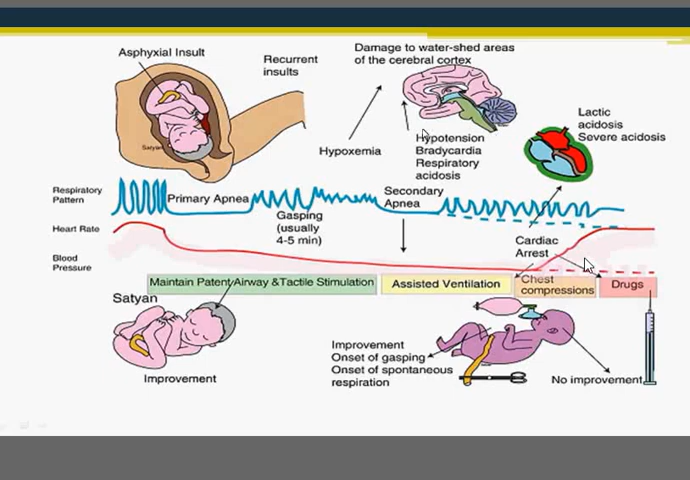 Asphyxial Insult
Recurrent
insults
Damage to water-shed areas
of the cerebral cortex
Lactic
acidosis
Severe acidosis
Satyan
Hypoxemia
Hypotension
Bradycardia
Respiratory
acidosis
Respiratory
Pattern
Primary Apnea
Gasping
(usually
4-5 min)
Secondary
Apnea
Heart Rate
Cardiac
Arrest
Blood
Pressure
Maintain Patent Airway &Tactile Stimulation
Assisted Ventilation
Chest
compressions
Drugs
Satyan
Improvement
Improvement
Onset of gasping
Onset of spontaneous
respiration
No improvement